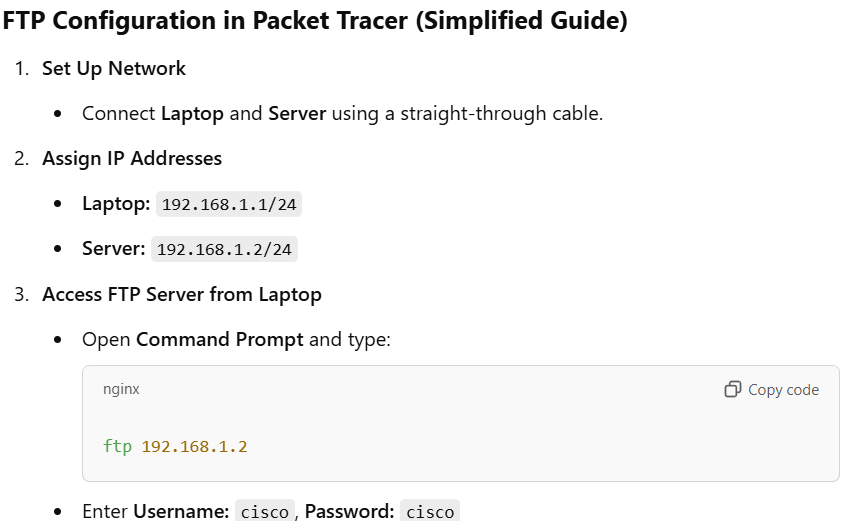 FTP Configuration in Packet Tracer (Simplified Guide)
1. Set Up Network
• Connect Laptop and Server using a straight-through cable.
2. Assign IP Addresses
• Laptop: 192.168.1.1/24
• Server: 192.168.1.2/24
3. Access FTP Server from Laptop
• Open Command Prompt and type:
nginx Copy code
ftp 192.168.1.2
• Enter Username: cisco, Password: cisco